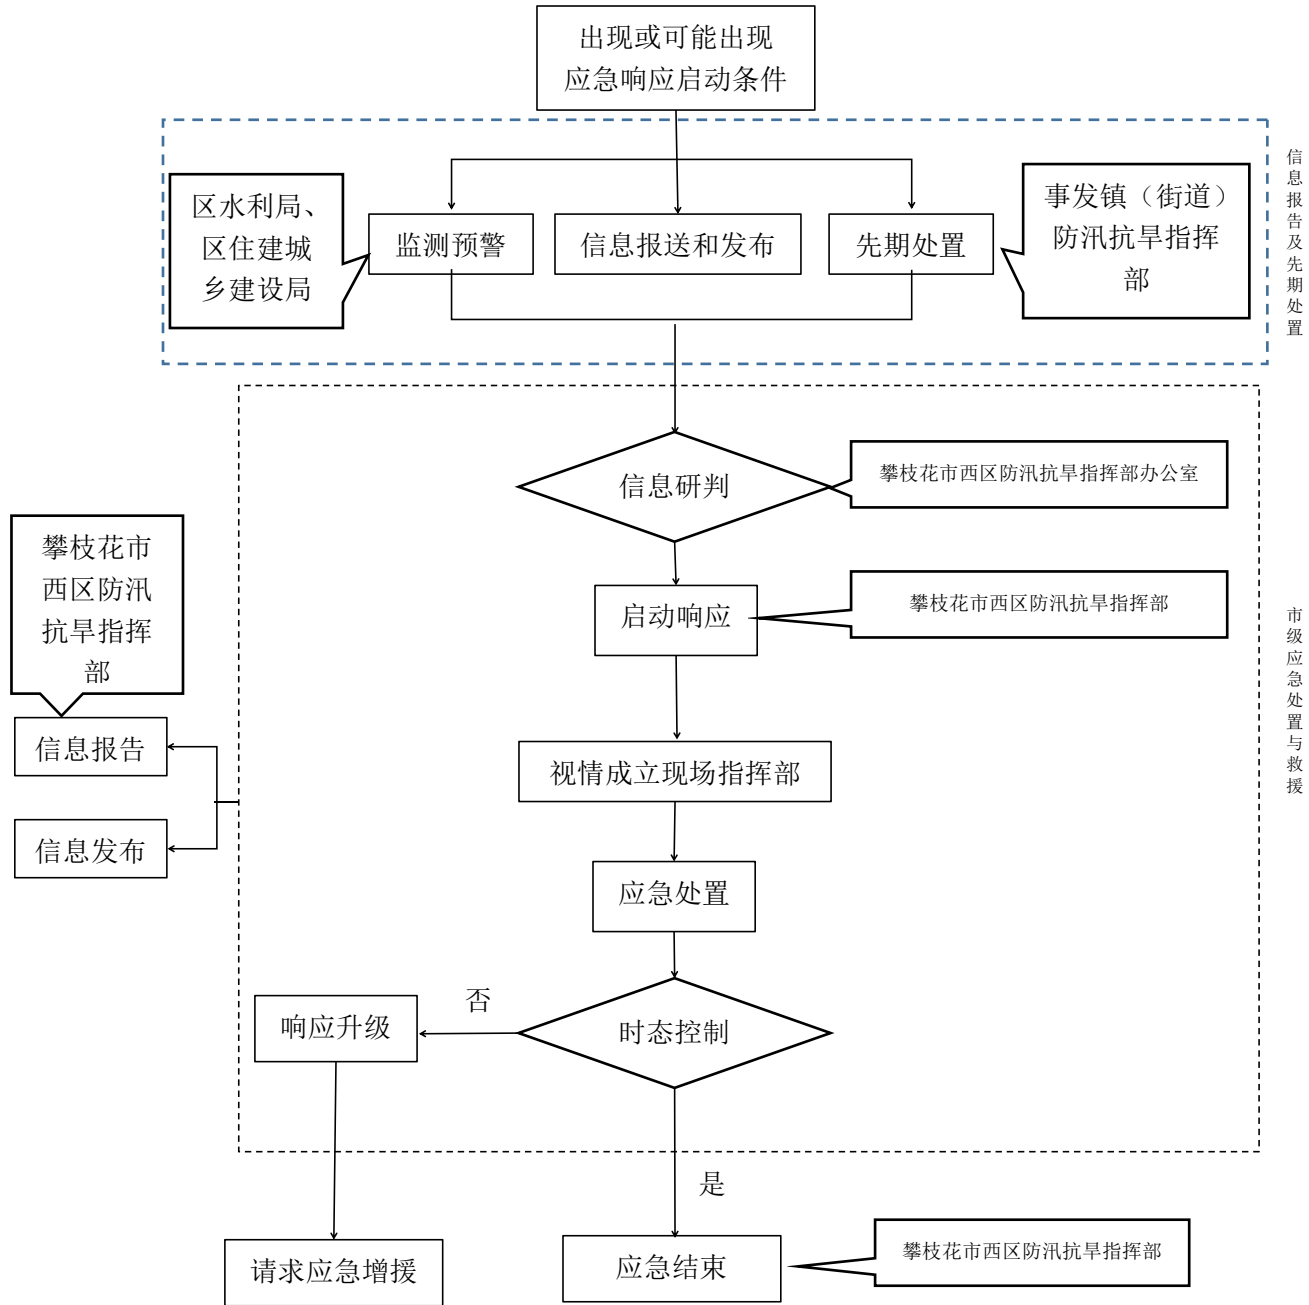 出现或可能出现
应急响应启动条件
区水利局、
区住建城
乡建设局
监测预警
信息报送和发布
先期处置
事发镇（街道）
防汛抗旱指挥
部
信息报告及先期处置
信息研判
攀枝花市西区防汛抗旱指挥部办公室
启动响应
攀枝花市西区防汛抗旱指挥部
攀枝花市
西区防汛
抗旱指挥
部
信息报告
信息发布
视情成立现场指挥部
市级应急处置与救援
应急处置
时态控制
否
响应升级
是
请求应急增援
应急结束
攀枝花市西区防汛抗旱指挥部